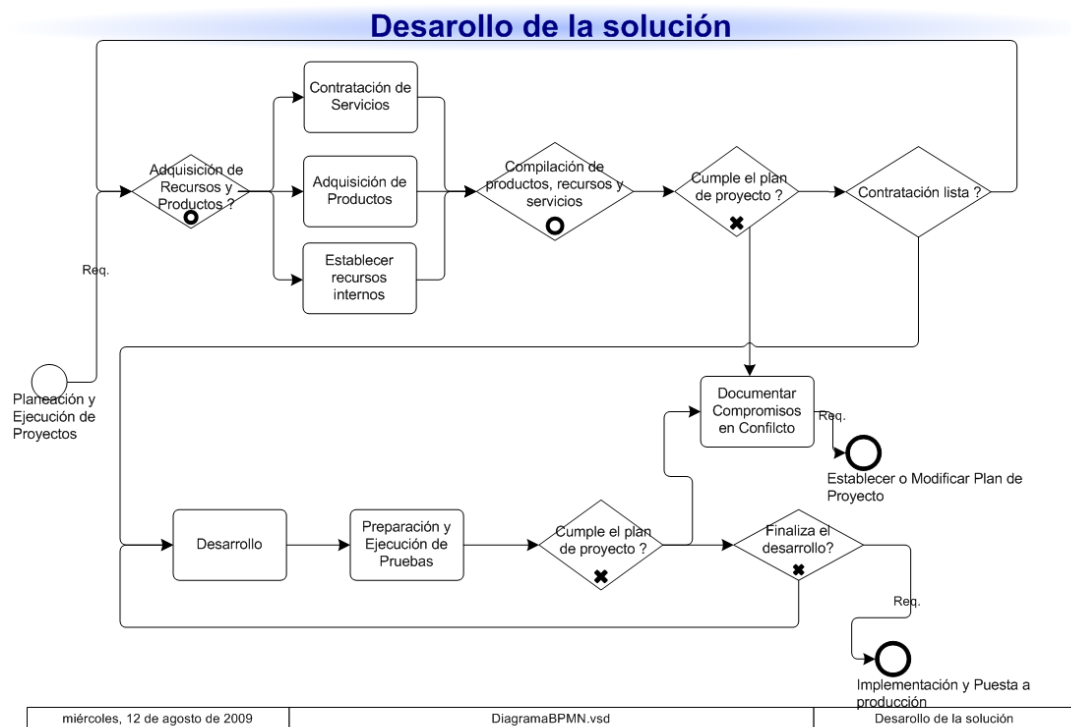 Desarollo de la solución
Contratación de
Servicios
Adquisición de
Recursos y
Productos ?
Adquisición de
Productos
Establecer
recursos
internos
Compilación de
productos, recursos y
servicios
Cumple el plan
de proyecto ?
Contratación lista ?
Req.
Planeación y
Ejecución de
Proyectos
Documentar
Compromisos
en Confilcto
Req.
Establecer o Modificar Plan de
Proyecto
Desarrollo
Preparación y
Ejecución de
Pruebas
Cumple el plan
de proyecto ?
Finaliza el
desarrollo?
Req.
Implementación y Puesta a
producción
miércoles, 12 de agosto de 2009
DiagramaBPMN.vsd
Desarrollo de la solución